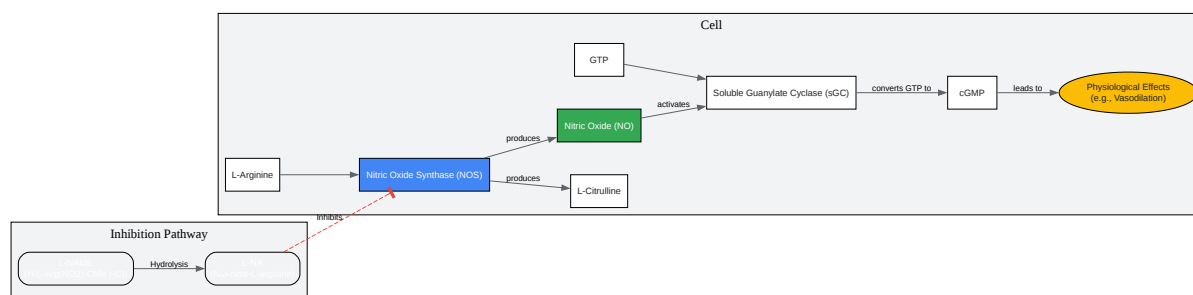 Cell
GTP
Soluble Guanylate Cyclase (sGC)
converts GTP to
cGMP
leads to
Physiological Effects
(e.g., Vasodilation)
activates
Nitric Oxide (NO)
produces
L-Arginine
Nitric Oxide Synthase (NOS)
produces
L-Citrulline
Inhibits
Inhibition Pathway
Hydrolysis